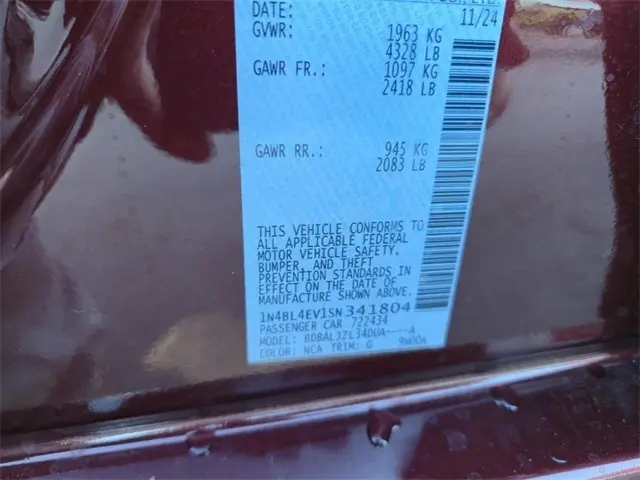 DATE: 11/24
GVWR: 1963 KG
4328 LB
GAWR FR.: 1097 KG
2418 LB
GAWR RR.: 945 KG
2083 LB
THIS VEHICLE CONFORMS TO
ALL APPLICABLE FEDERAL
MOTOR VEHICLE SAFETY,
BUMPER, AND THEFT
PREVENTION STANDARDS IN
EFFECT ON THE DATE OF
MANUFACTURE SHOWN ABOVE.
1N4BL4EV1SN341804
PASSENGER CAR 722434
MODEL: BDBALJZL34DUA----A
COLOR: NCA TRIM: G